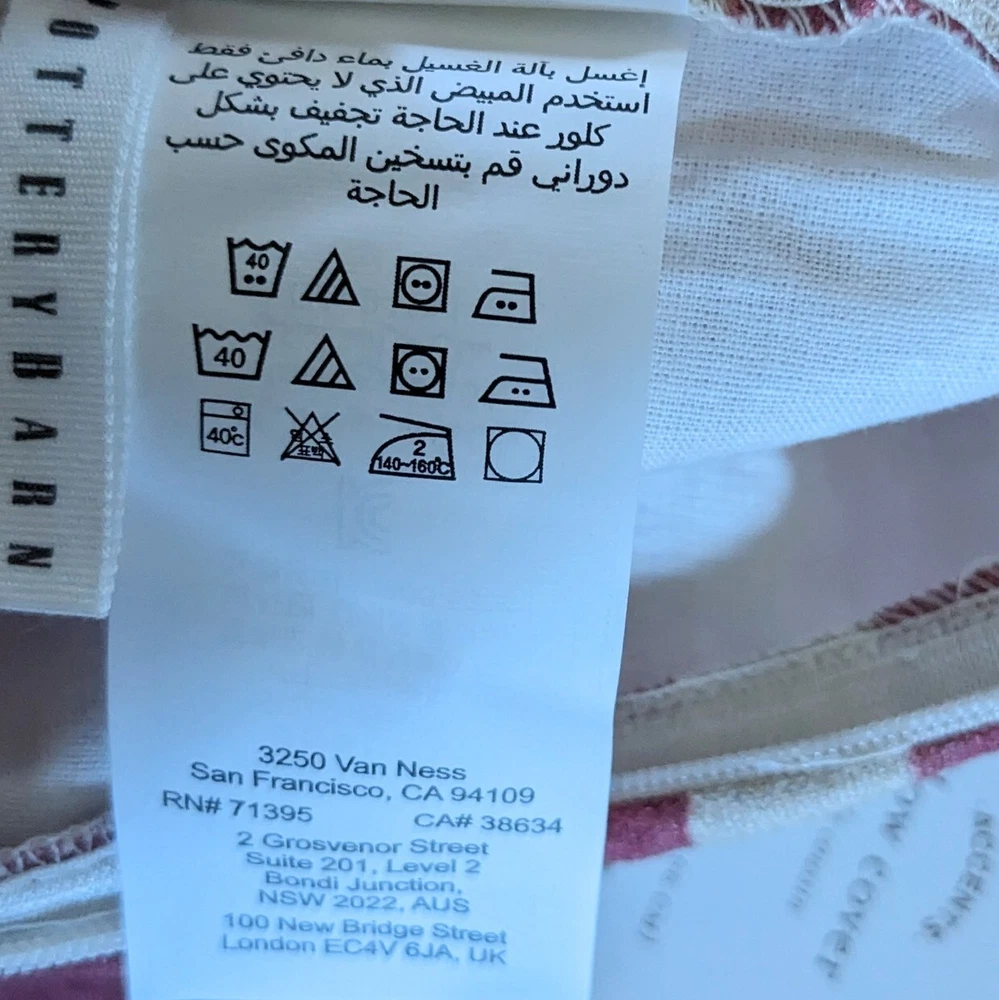 POTTERYBARN
إغسل بآلة الغسيل بماء دافئ فقط
استخدم المبيض الذي لا يحتوي على
كلور عند الحاجة تجفيف بشكل
دوراني قم بتسخين المكوى حسب
الحاجة
40
40
40℃ 2
140~160℃
3250 Van Ness
San Francisco, CA 94109
RN# 71395 CA# 38634
2 Grosvenor Street
Suite 201, Level 2
Bondi Junction,
NSW 2022, AUS
100 New Bridge Street
London EC4V 6JA, UK